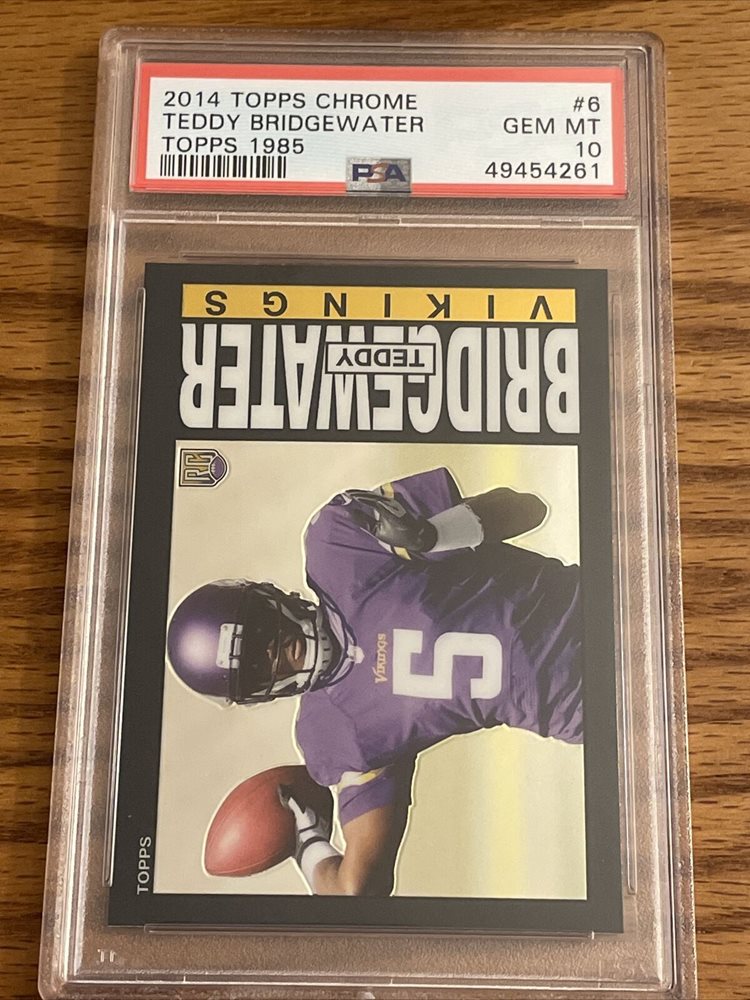 2014 TOPPS CHROME #6
TEDDY BRIDGEWATER GEM MT
TOPPS 1985 10
PSA 49454261
VIKINGS
BRIDGEWATER
TEDDY
RC
VIKINGS
5
TOPPS